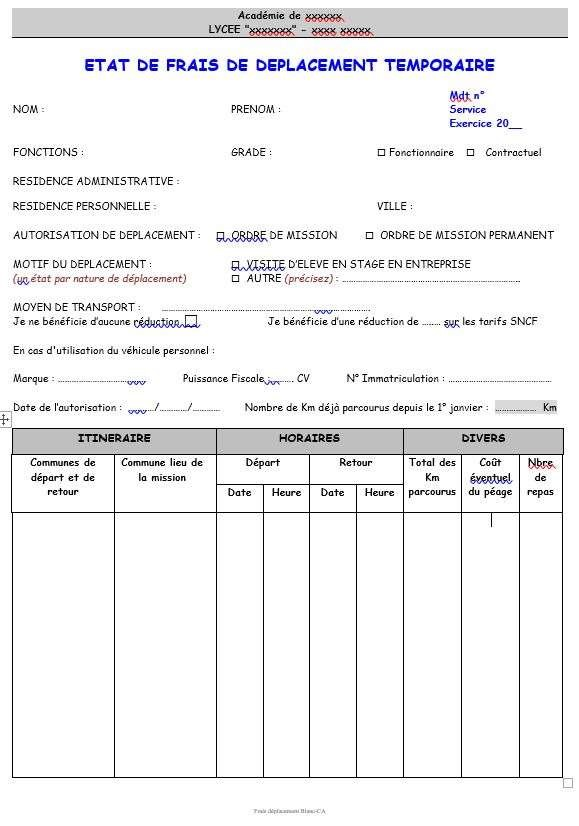 Académie de xxxxxx
LYCEE "xxxxxxx" – xxxx xxxxx
ETAT DE FRAIS DE DEPLACEMENT TEMPORAIRE
Mdt n°
NOM : PRENOM : Service
Exercice 20__
FONCTIONS : GRADE : □ Fonctionnaire □ Contractuel
RESIDENCE ADMINISTRATIVE :
RESIDENCE PERSONNELLE : VILLE :
AUTORISATION DE DEPLACEMENT : □ ORDRE DE MISSION □ ORDRE DE MISSION PERMANENT
MOTIF DU DEPLACEMENT : □ VISITE D'ELEVE EN STAGE EN ENTREPRISE
(un état par nature de déplacement) □ AUTRE (précisez) : ....................
MOYEN DE TRANSPORT : ....................
Je ne bénéficie d'aucune réduction □ Je bénéficie d'une réduction de ........ sur les tarifs SNCF
En cas d'utilisation du véhicule personnel :
Marque : .................... Puissance Fiscale : ......... CV N° Immatriculation : ....................
Date de l'autorisation : ......../............/............ Nombre de Km déjà parcourus depuis le 1° janvier : ................ Km
ITINERAIRE HORAIRES DIVERS
Communes de départ et de retour
Commune lieu de la mission
Départ Retour
Date Heure Date Heure
Total des Km parcourus
Coût éventuel du péage
Nbre de repas
Frais déplacement Blanc-CA